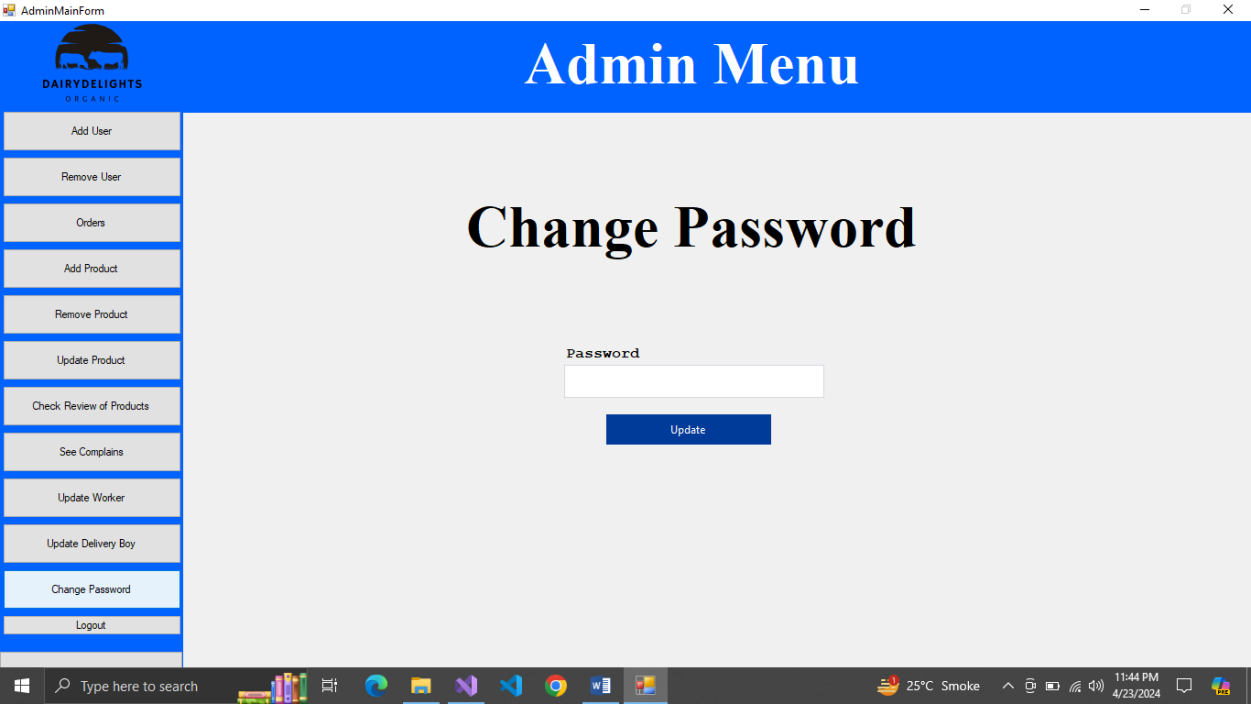 AdminMainForm
DAIRYDELIGHTS
ORGANIC
Admin Menu
Add User
Remove User
Orders
Add Product
Remove Product
Update Product
Check Review of Products
See Complains
Update Worker
Update Delivery Boy
Change Password
Logout
Change Password
Password
Update
Type here to search
1
25°C Smoke
11:44 PM
4/23/2024
PRE